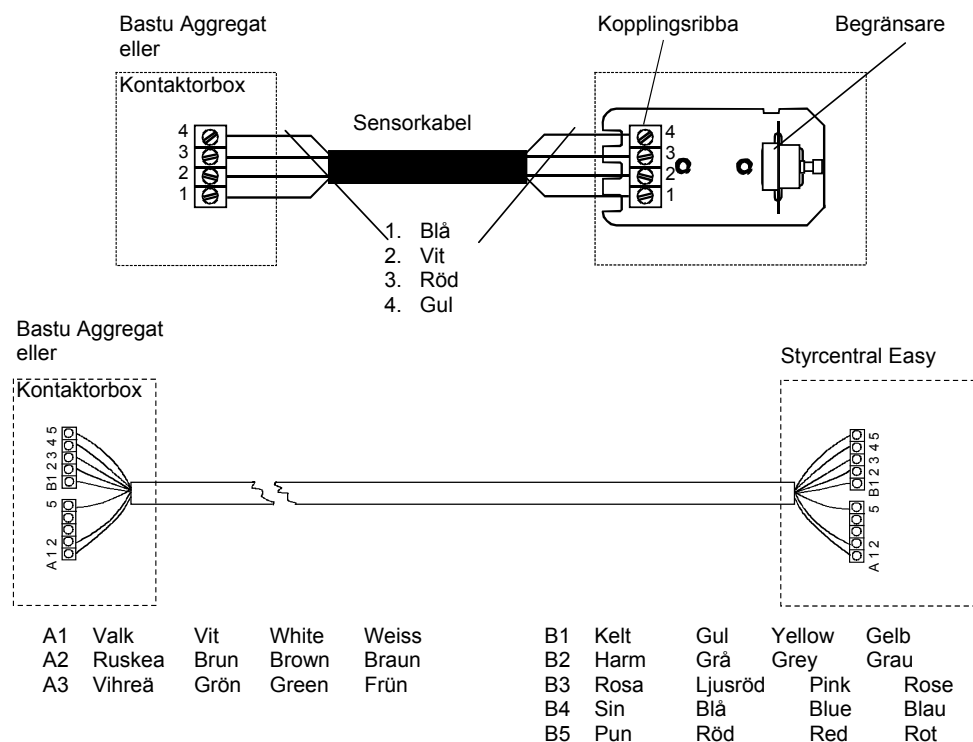 Bastu Aggregat
eller
Kontaktorbox
Kopplingsribba
Begränsare
Sensorkabel
4
3
2
1
4
3
2
1
1. Blå
2. Vit
3. Röd
4. Gul
Bastu Aggregat
eller
Kontaktorbox
Styrcentral Easy
B1 2 3 4 5
A 1 2 5
B1 2 3 4 5
A 1 2 5
A1 Valk Vit White Weiss
A2 Ruskea Brun Brown Braun
A3 Vihreä Grön Green Frün
B1 Kelt Gul Yellow Gelb
B2 Harm Grå Grey Grau
B3 Rosa Ljusröd Pink Rose
B4 Sin Blå Blue Blau
B5 Pun Röd Red Rot